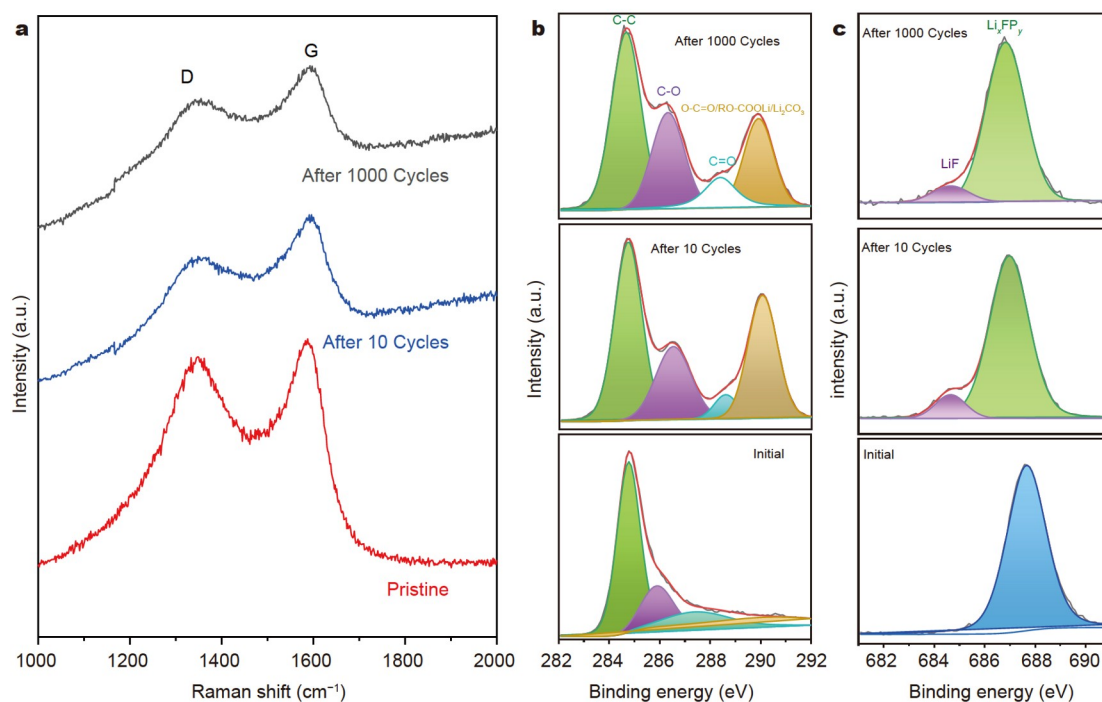 a
D
G
After 1000 Cycles
After 10 Cycles
Pristine
Intensity (a.u.)
1000 1200 1400 1600 1800 2000
Raman shift (cm⁻¹)
b
C-C
After 1000 Cycles
C-O
O-C=O/RO-COOLi/Li₂CO₃
C=O
After 10 Cycles
Initial
Intensity (a.u.)
282 284 286 288 290 292
Binding energy (eV)
c
After 1000 Cycles
LiₓFPᵧ
LiF
After 10 Cycles
Initial
intensity (a.u.)
682 684 686 688 690
Binding energy (eV)